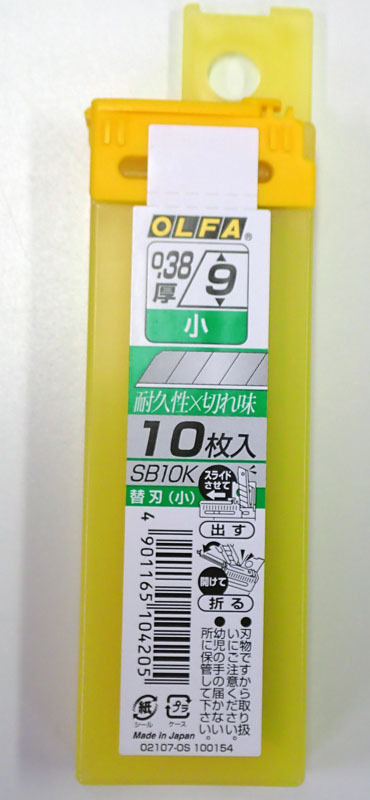 OLFA®
0.38
厚
9
小
耐久性×切れ味
10枚入
SB10K
替刃(小)
スライド
させて
出す
開けて
折る
4 901165 104205
●刃物ですから取り扱
いにご注意ください。
●幼児の手の届かない
所に保管して下さい。
紙
シール
プラ
ケース
Made in Japan
02107-0S 100154